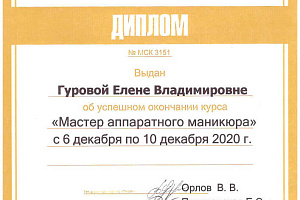 ДИПЛОМ
№ МСК 3151
Выдан
Гуровой Елене Владимировне
об успешном окончании курса
«Мастер аппаратного маникюра»
с 6 декабря по 10 декабря 2020 г.
Орлов В. В.